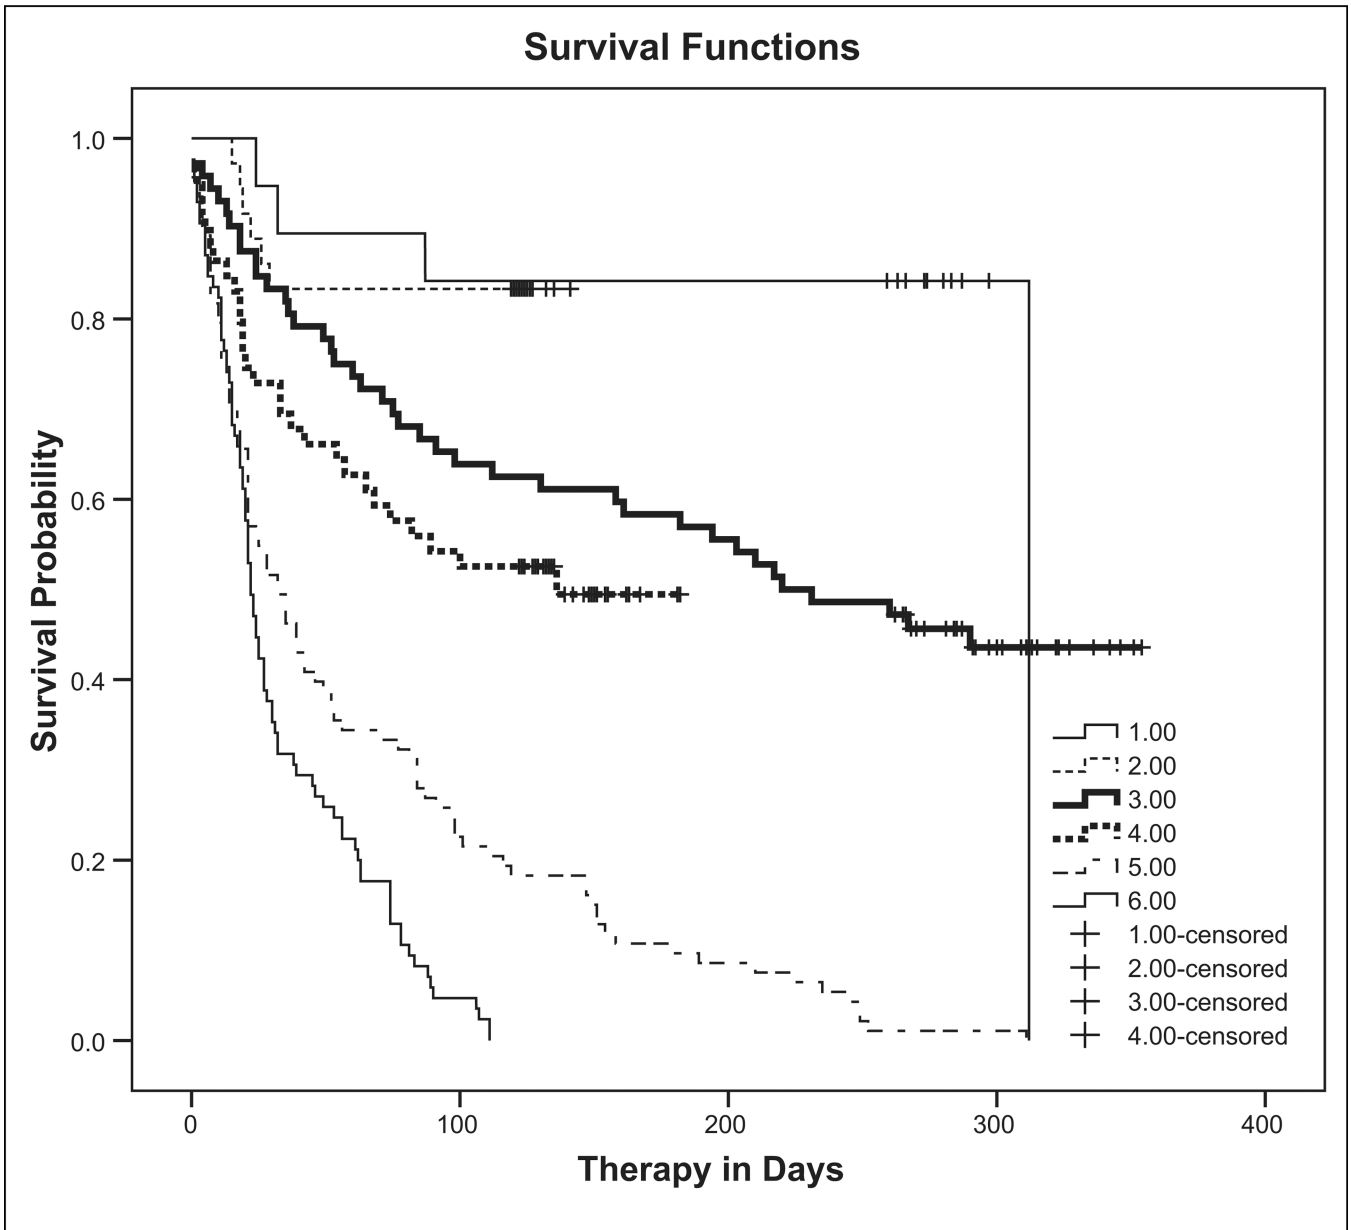 Survival Functions
1.0
0.8
0.6
0.4
0.2
0.0
Survival Probability
1.00
2.00
3.00
4.00
5.00
6.00
1.00-censored
2.00-censored
3.00-censored
4.00-censored
0 100 200 300 400
Therapy in Days